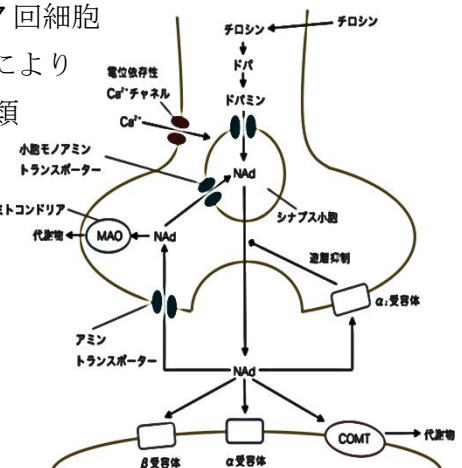 7回細胞
により
類
チロシン
チロシン
ドパ
ドパミン
電位依存性
Ca²⁺チャネル
Ca²⁺
小胞モノアミン
トランスポーター
NAd
シナプス小胞
ミトコンドリア
代謝物
MAO
NAd
遊離抑制
α₂受容体
アミン
トランスポーター
NAd
COMT
代謝物
β受容体
α受容体